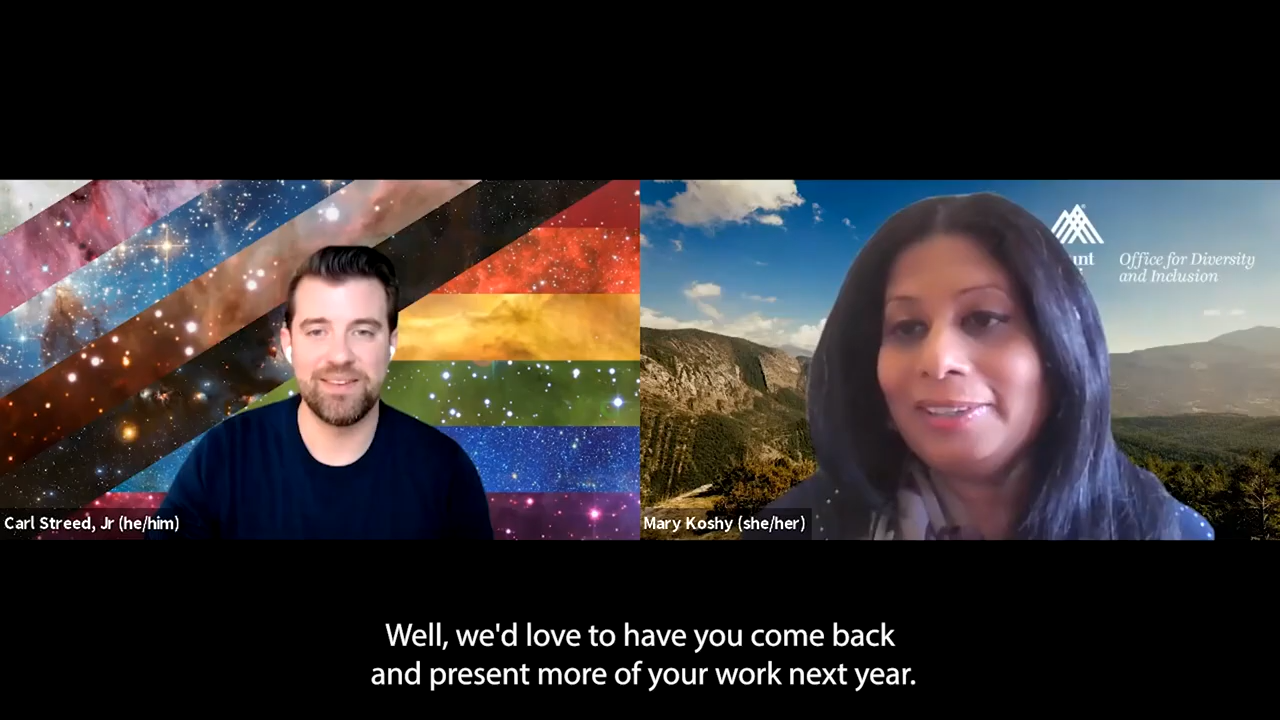 Office for Diversity
and Inclusion
Carl Streed, Jr (he/him)
Mary Koshy (she/her)
Well, we'd love to have you come back
and present more of your work next year.